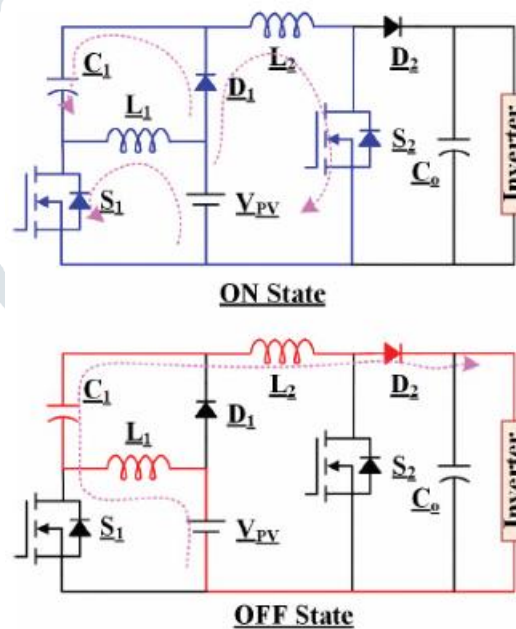 C1
L2
D2
L1
D1
S1
S2
VPV
Co
Inverter
ON State
C1
L2
D2
L1
D1
S1
S2
VPV
Co
Inverter
OFF State